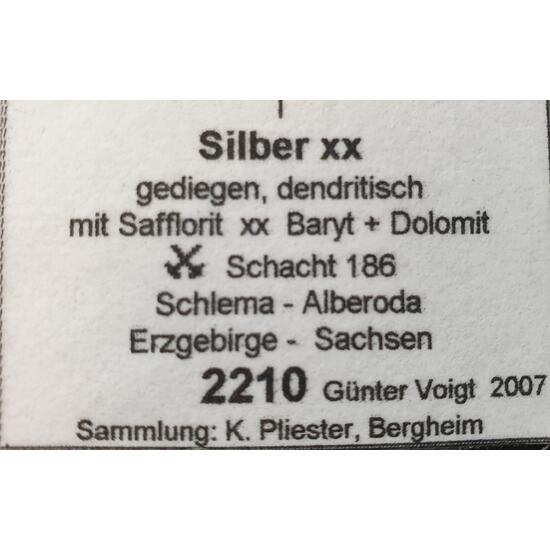 Silber xx
gediegen, dendritisch
mit Safflorit xx Baryt + Dolomit
Schacht 186
Schlema - Alberoda
Erzgebirge - Sachsen
2210 Günter Voigt 2007
Sammlung: K. Pliester, Bergheim